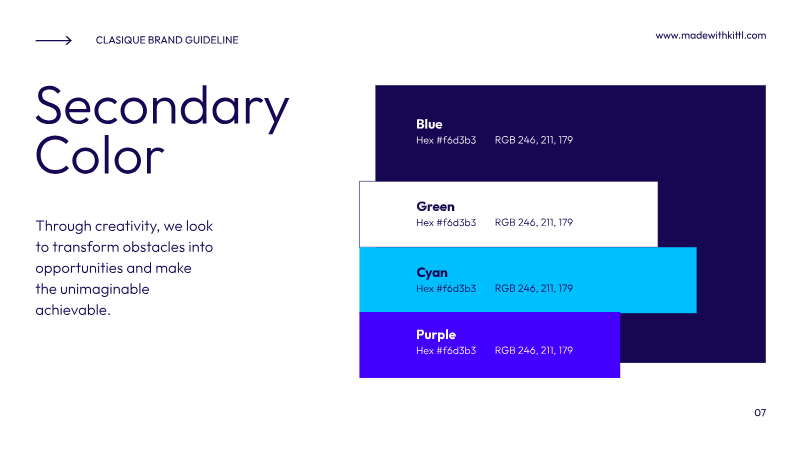 CLASIQUE BRAND GUIDELINE
www.madewithkittl.com
Secondary
Color
Through creativity, we look
to transform obstacles into
opportunities and make
the unimaginable
achievable.
Blue
Hex #f6d3b3 RGB 246, 211, 179
Green
Hex #f6d3b3 RGB 246, 211, 179
Cyan
Hex #f6d3b3 RGB 246, 211, 179
Purple
Hex #f6d3b3 RGB 246, 211, 179
07